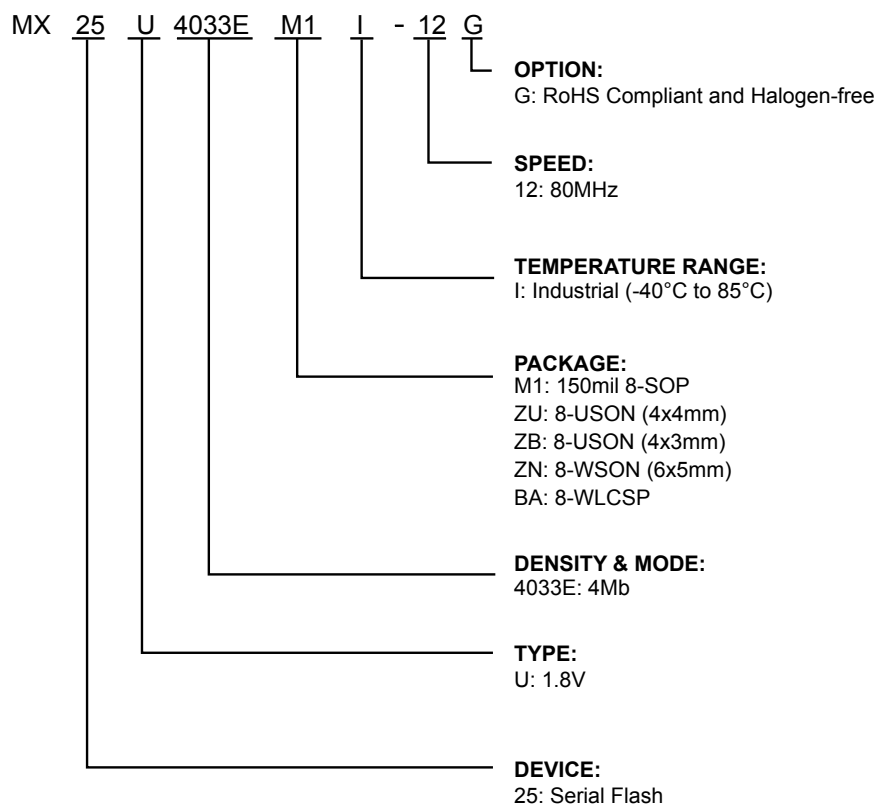 MX 25 U 4033E M1 I - 12 G
OPTION:
G: RoHS Compliant and Halogen-free
SPEED:
12: 80MHz
TEMPERATURE RANGE:
I: Industrial (-40°C to 85°C)
PACKAGE:
M1: 150mil 8-SOP
ZU: 8-USON (4x4mm)
ZB: 8-USON (4x3mm)
ZN: 8-WSON (6x5mm)
BA: 8-WLCSP
DENSITY & MODE:
4033E: 4Mb
TYPE:
U: 1.8V
DEVICE:
25: Serial Flash